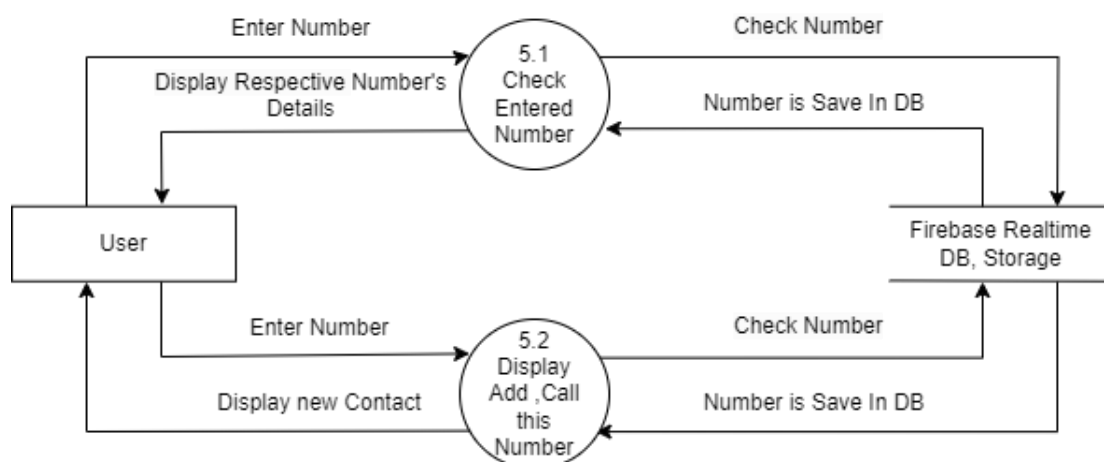 Enter Number
5.1
Check
Entered
Number
Check Number
Display Respective Number's
Details
Number is Save In DB
User
Firebase Realtime
DB, Storage
Enter Number
5.2
Display
Add ,Call
this
Number
Check Number
Display new Contact
Number is Save In DB